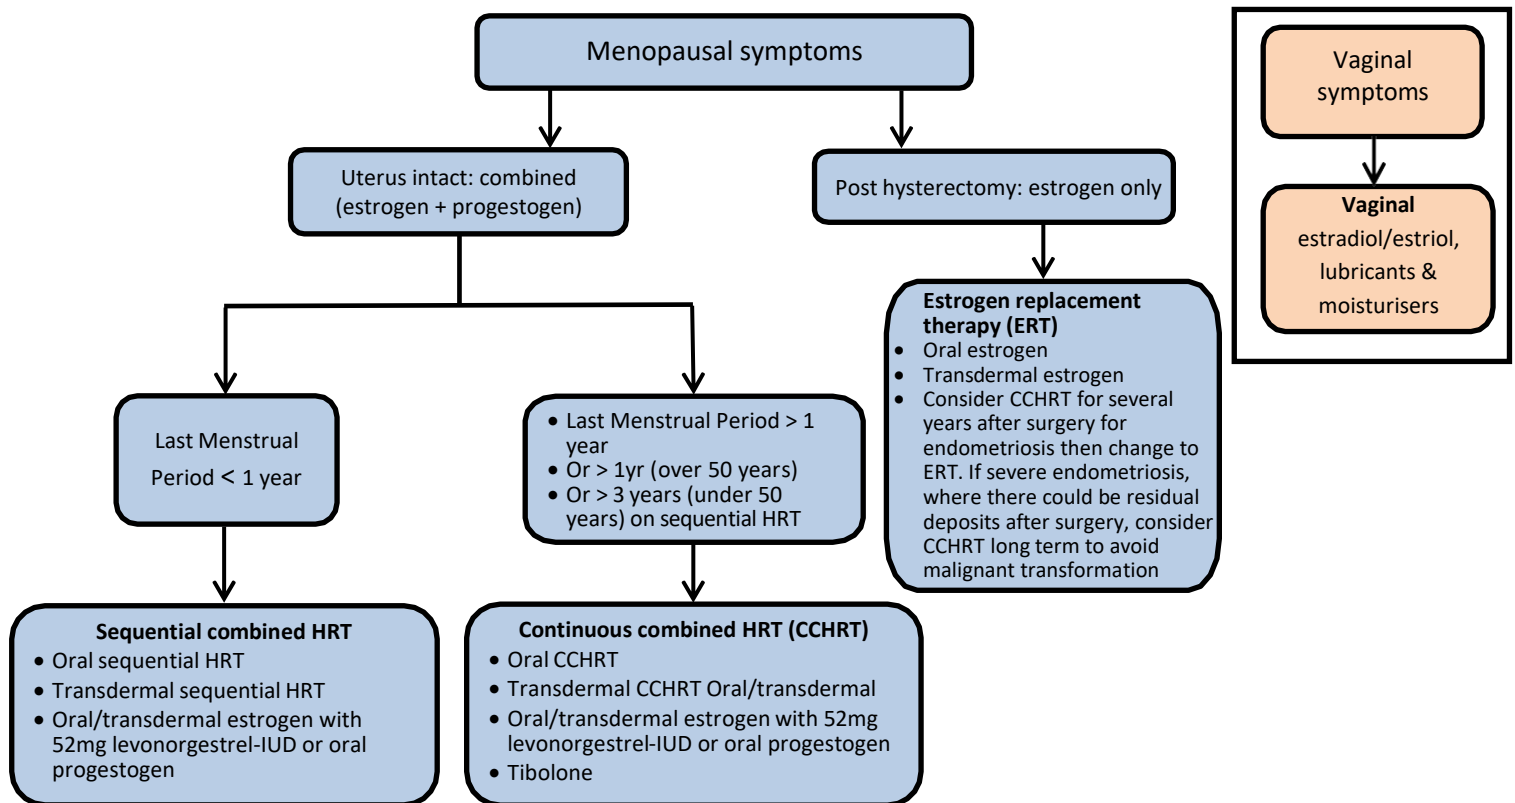 Menopausal symptoms
Vaginal
symptoms
Uterus intact: combined
(estrogen + progestogen)
Post hysterectomy: estrogen only
Vaginal
estradiol/estriol,
lubricants &
moisturisers
Estrogen replacement
therapy (ERT)
• Oral estrogen
• Transdermal estrogen
• Consider CCHRT for several
years after surgery for
endometriosis then change to
ERT. If severe endometriosis,
where there could be residual
deposits after surgery, consider
CCHRT long term to avoid
malignant transformation
Last Menstrual
Period < 1 year
• Last Menstrual Period > 1
year
• Or > 1yr (over 50 years)
• Or > 3 years (under 50
years) on sequential HRT
Sequential combined HRT
• Oral sequential HRT
• Transdermal sequential HRT
• Oral/transdermal estrogen with
52mg levonorgestrel-IUD or oral
progestogen
Continuous combined HRT (CCHRT)
• Oral CCHRT
• Transdermal CCHRT Oral/transdermal
• Oral/transdermal estrogen with 52mg
levonorgestrel-IUD or oral progestogen
• Tibolone